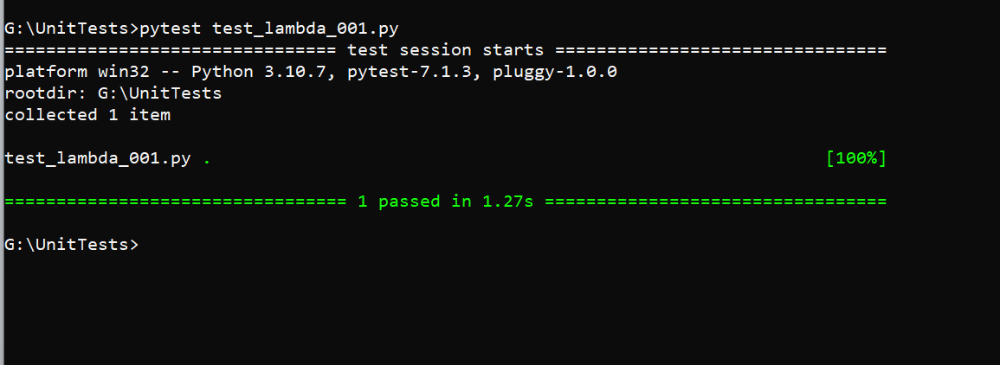 G:\UnitTests>pytest test_lambda_001.py
================================ test session starts ================================
platform win32 -- Python 3.10.7, pytest-7.1.3, pluggy-1.0.0
rootdir: G:\UnitTests
collected 1 item
test_lambda_001.py . [100%]
================================= 1 passed in 1.27s =================================
G:\UnitTests>